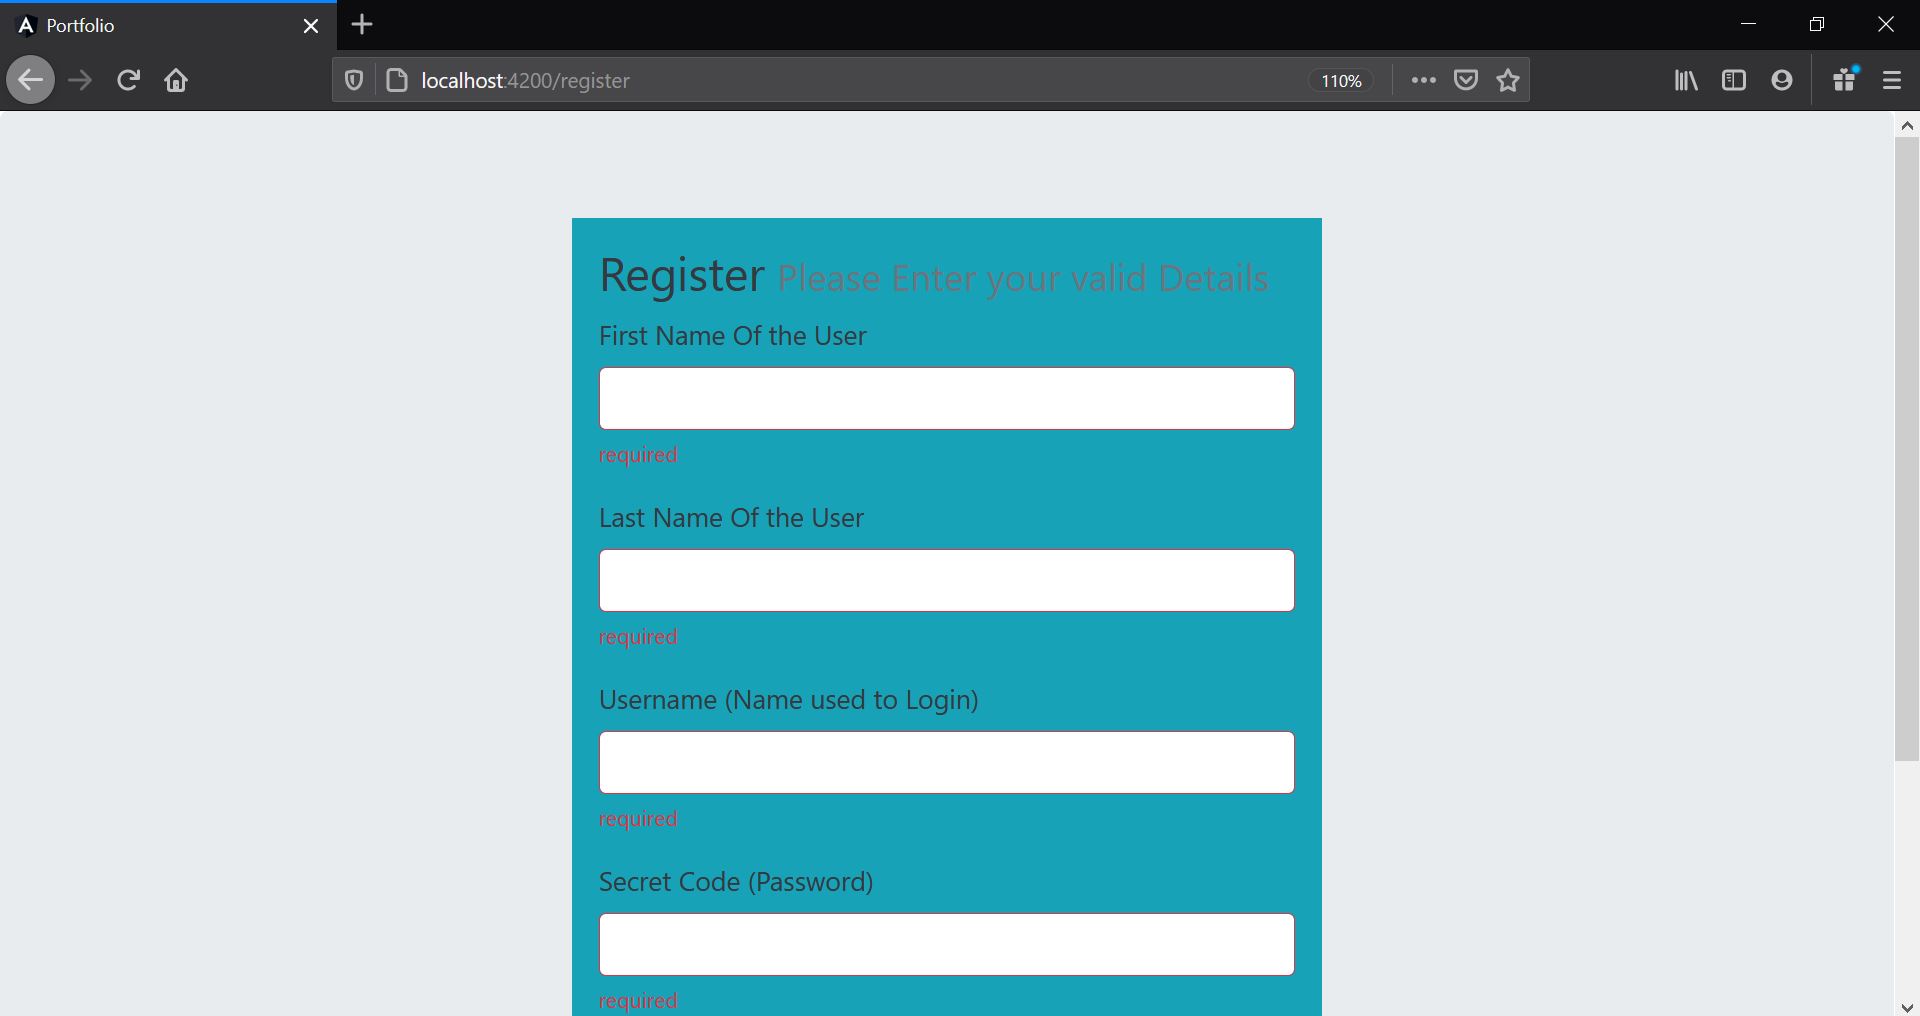 Portfolio
localhost:4200/register
110%
Register Please Enter your valid Details
First Name Of the User
required
Last Name Of the User
required
Username (Name used to Login)
required
Secret Code (Password)
required